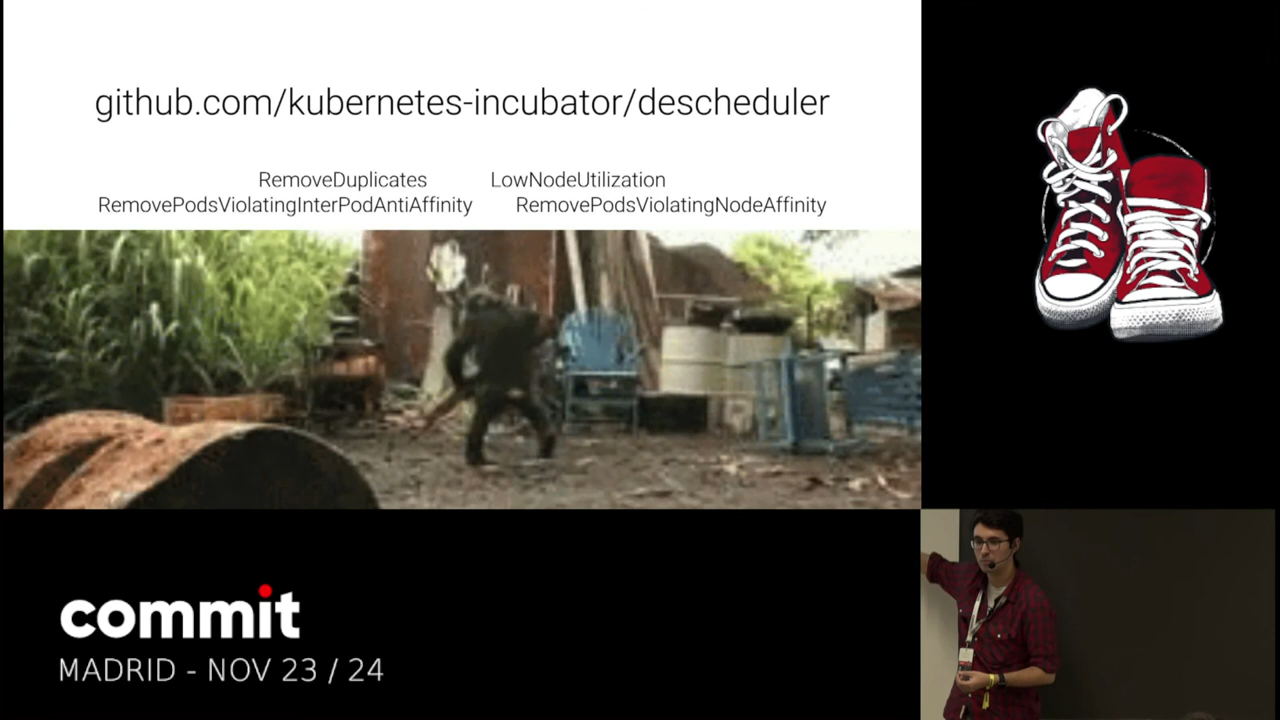 github.com/kubernetes-incubator/descheduler
RemoveDuplicates LowNodeUtilization
RemovePodsViolatingInterPodAntiAffinity RemovePodsViolatingNodeAffinity
commit
MADRID - NOV 23 / 24